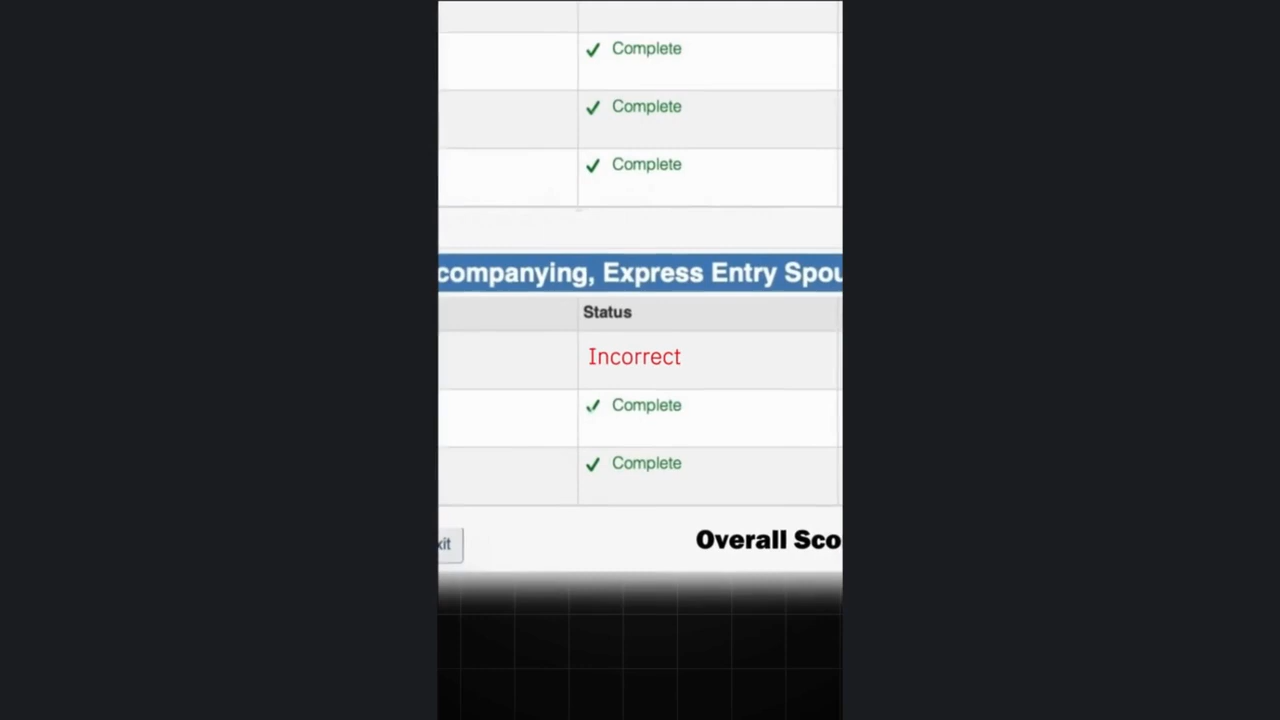 Complete
Complete
Complete
companying, Express Entry Spou
Status
Incorrect
Complete
Complete
xit
Overall Sco